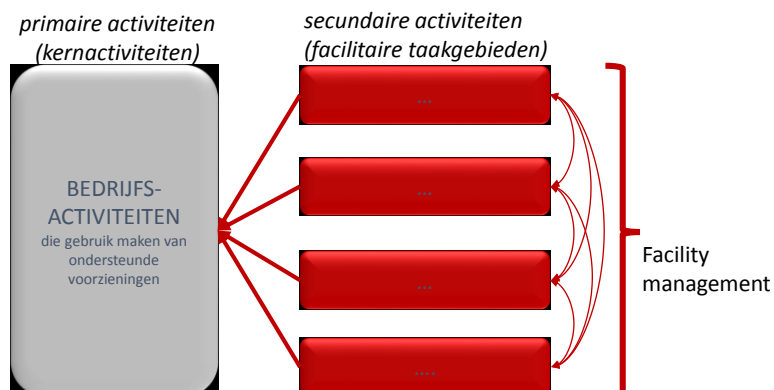 primaire activiteiten
(kernactiviteiten)
secundaire activiteiten
(facilitaire taakgebieden)
BEDRIJFS-
ACTIVITEITEN
die gebruik maken van
ondersteunde
voorzieningen
...
...
...
....
Facility
management